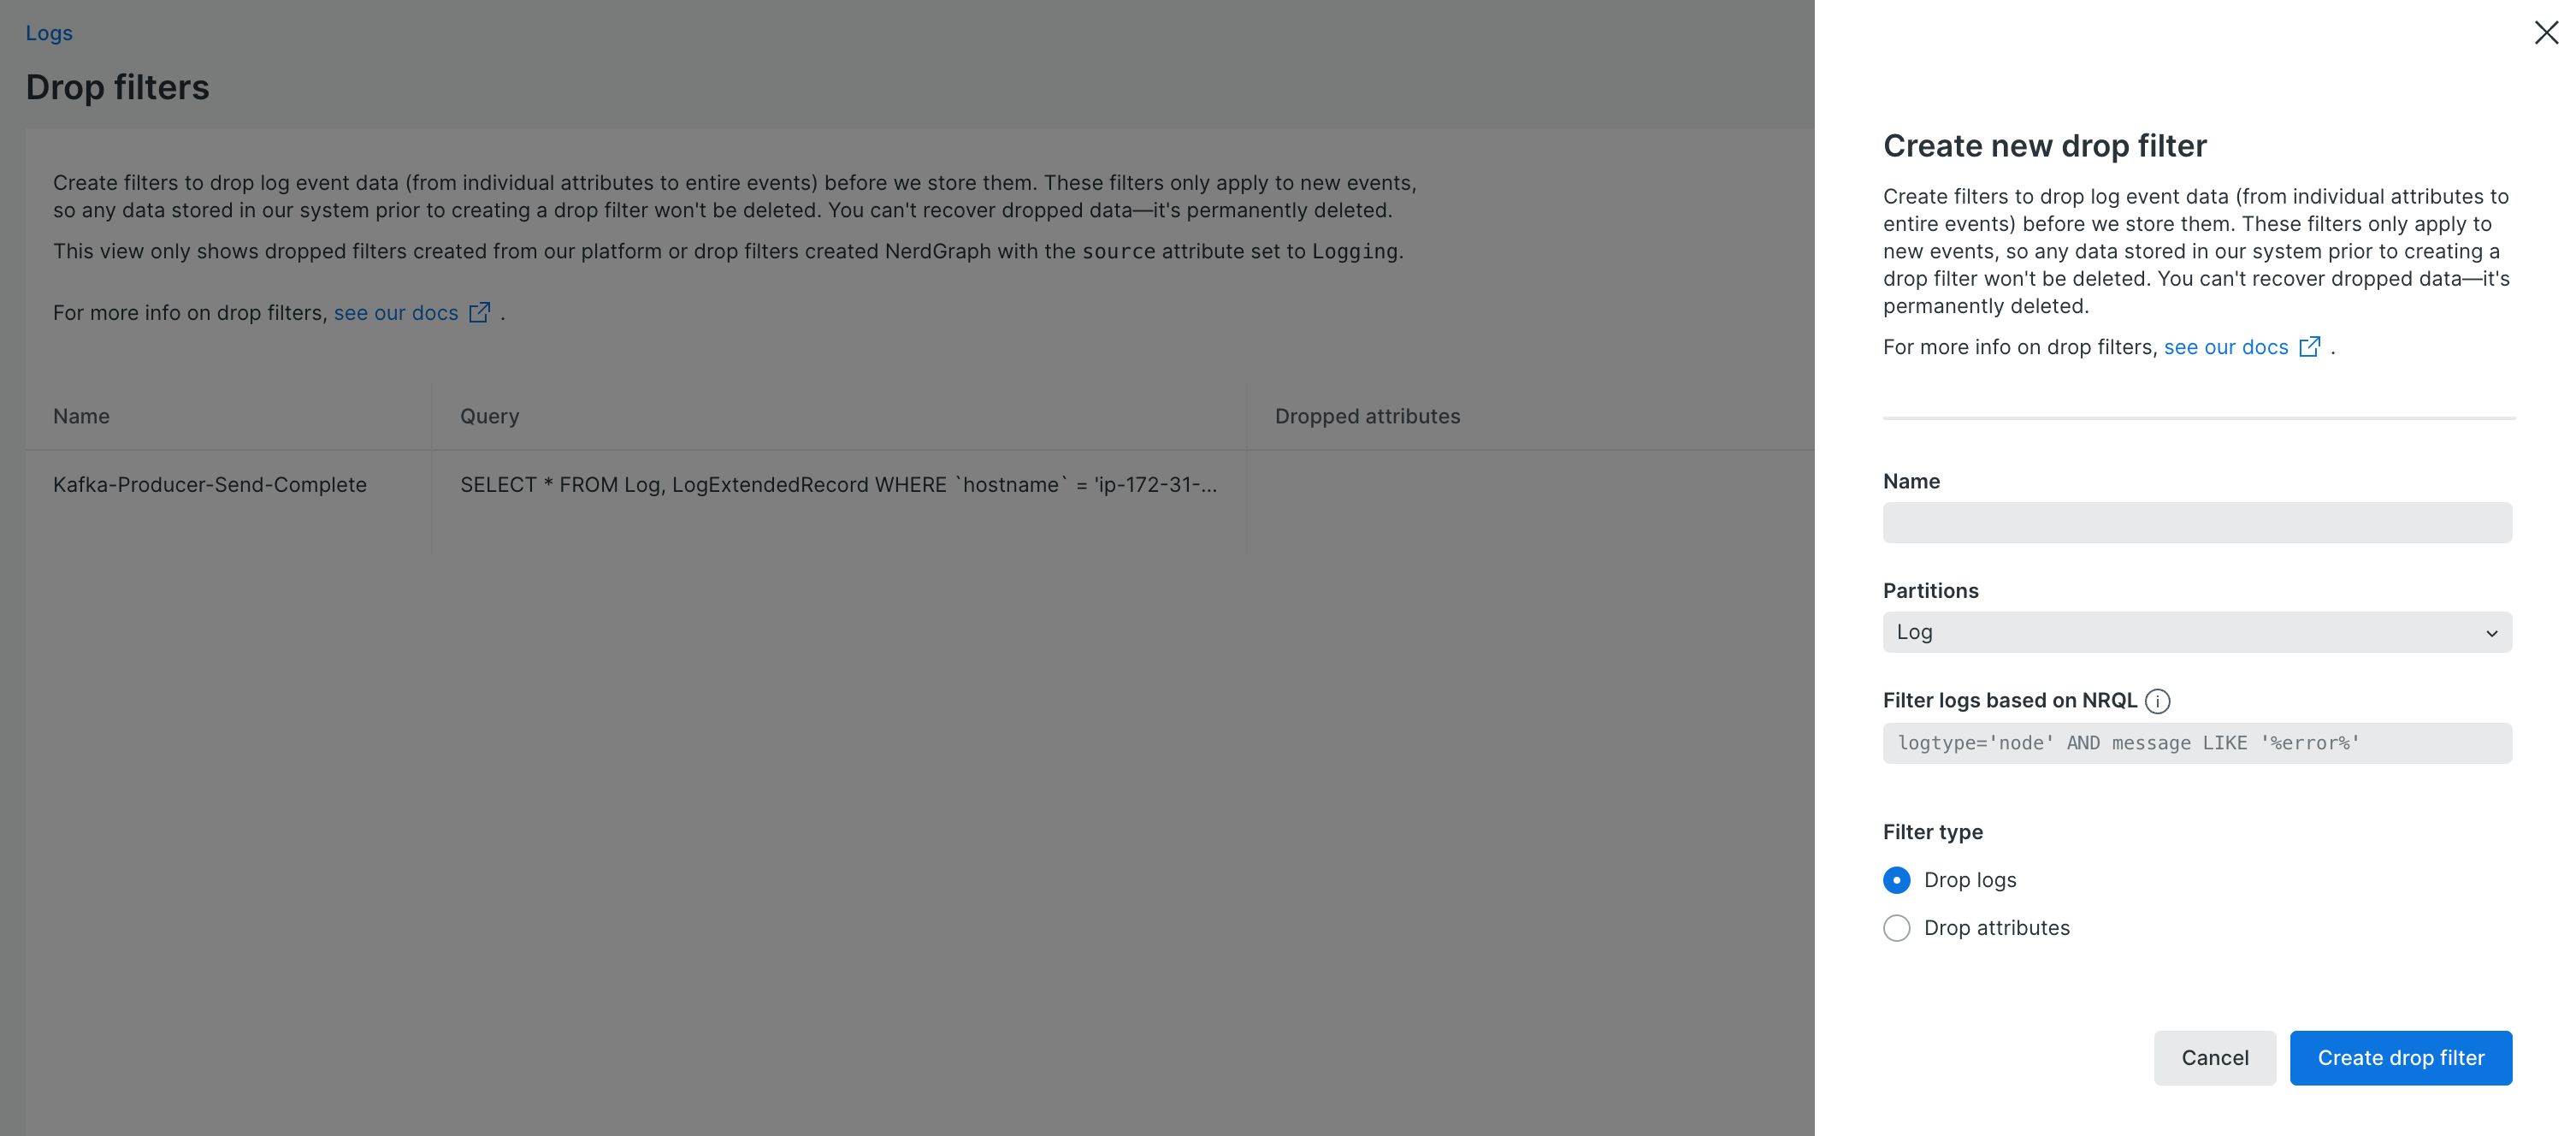 Logs
Drop filters
Create filters to drop log event data (from individual attributes to entire events) before we store them. These filters only apply to new events,
so any data stored in our system prior to creating a drop filter won't be deleted. You can't recover dropped data—it's permanently deleted.
This view only shows dropped filters created from our platform or drop filters created NerdGraph with the source attribute set to Logging.
For more info on drop filters, see our docs .
Name Query Dropped attributes
Kafka-Producer-Send-Complete SELECT * FROM Log, LogExtendedRecord WHERE `hostname` = 'ip-172-31-...
Create new drop filter
Create filters to drop log event data (from individual attributes to
entire events) before we store them. These filters only apply to
new events, so any data stored in our system prior to creating a
drop filter won't be deleted. You can't recover dropped data—it's
permanently deleted.
For more info on drop filters, see our docs .
Name
Partitions
Log
Filter logs based on NRQL
logtype='node' AND message LIKE '%error%'
Filter type
Drop logs
Drop attributes
Cancel Create drop filter